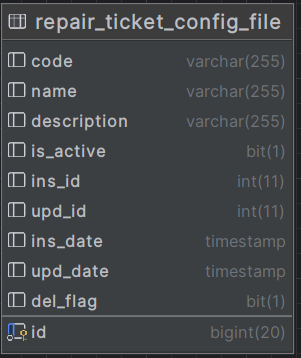 repair_ticket_config_file
code varchar(255)
name varchar(255)
description varchar(255)
is_active bit(1)
ins_id int(11)
upd_id int(11)
ins_date timestamp
upd_date timestamp
del_flag bit(1)
id bigint(20)